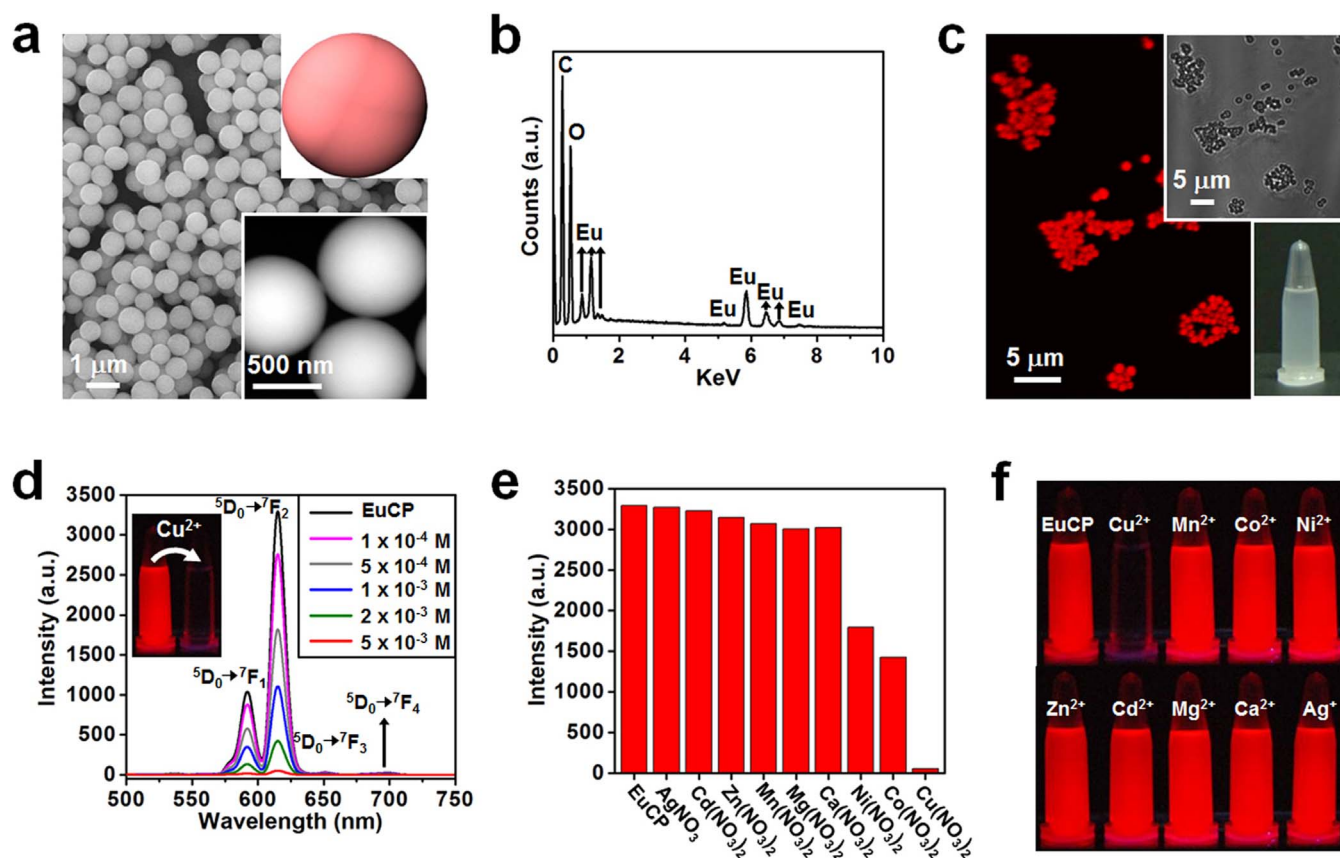 a
1 μm
500 nm
b
C
O
Eu
Eu
Eu
Eu
Eu
Counts (a.u.)
0 2 4 6 8 10
KeV
c
5 μm
5 μm
d
3500
3000
2500
2000
1500
1000
500
0
Intensity (a.u.)
Cu²⁺
⁵D₀→⁷F₂
⁵D₀→⁷F₁
⁵D₀→⁷F₃
⁵D₀→⁷F₄
EuCP
1 x 10⁻⁴ M
5 x 10⁻⁴ M
1 x 10⁻³ M
2 x 10⁻³ M
5 x 10⁻³ M
500 550 600 650 700 750
Wavelength (nm)
e
3500
3000
2500
2000
1500
1000
500
0
Intensity (a.u.)
EuCP
AgNO₃
Cd(NO₃)₂
Zn(NO₃)₂
Mn(NO₃)₂
Mg(NO₃)₂
Ca(NO₃)₂
Ni(NO₃)₂
Co(NO₃)₂
Cu(NO₃)₂
f
EuCP Cu²⁺ Mn²⁺ Co²⁺ Ni²⁺
Zn²⁺ Cd²⁺ Mg²⁺ Ca²⁺ Ag⁺